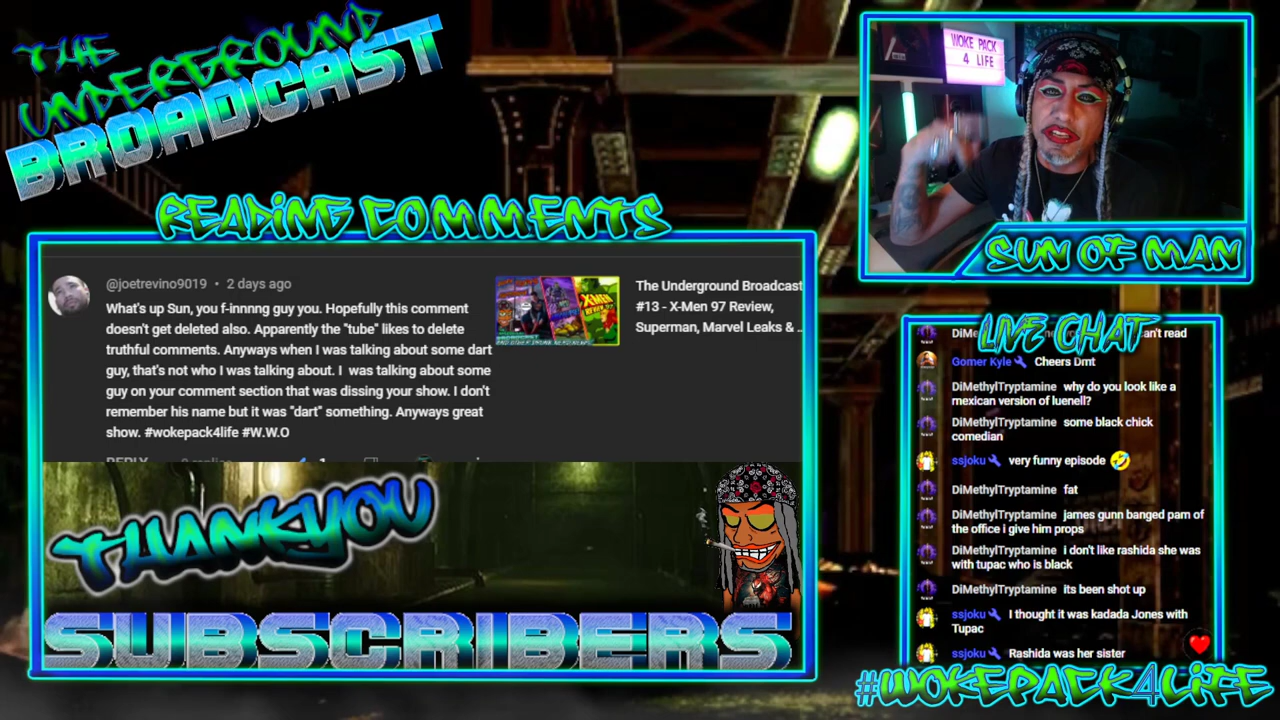 THE
UNDERGROUND
BROADCAST
WOKE PACK
4 LIFE
SUN OF MAN
READING COMMENTS
@joetrevino9019 • 2 days ago
What's up Sun, you f-innnng guy you. Hopefully this comment
doesn't get deleted also. Apparently the "tube" likes to delete
truthful comments. Anyways when I was talking about some dart
guy, that's not who I was talking about. I was talking about some
guy on your comment section that was dissing your show. I don't
remember his name but it was "dart" something. Anyways great
show. #wokepack4life #W.W.O
REPLY
The Underground Broadcast
#13 - X-Men 97 Review,
Superman, Marvel Leaks & ..
THANKYOU
SUBSCRIBERS
LIVE CHAT
an't read
Gomer Kyle Cheers Dmt
DiMethylTryptamine why do you look like a
mexican version of luenell?
DiMethylTryptamine some black chick
comedian
ssjoku very funny episode 🤣
DiMethylTryptamine fat
DiMethylTryptamine james gunn banged pam of
the office i give him props
DiMethylTryptamine i don't like rashida she was
with tupac who is black
DiMethylTryptamine its been shot up
ssjoku I thought it was kadada Jones with
Tupac
ssjoku Rashida was her sister
#WOKEPACK4LIFE